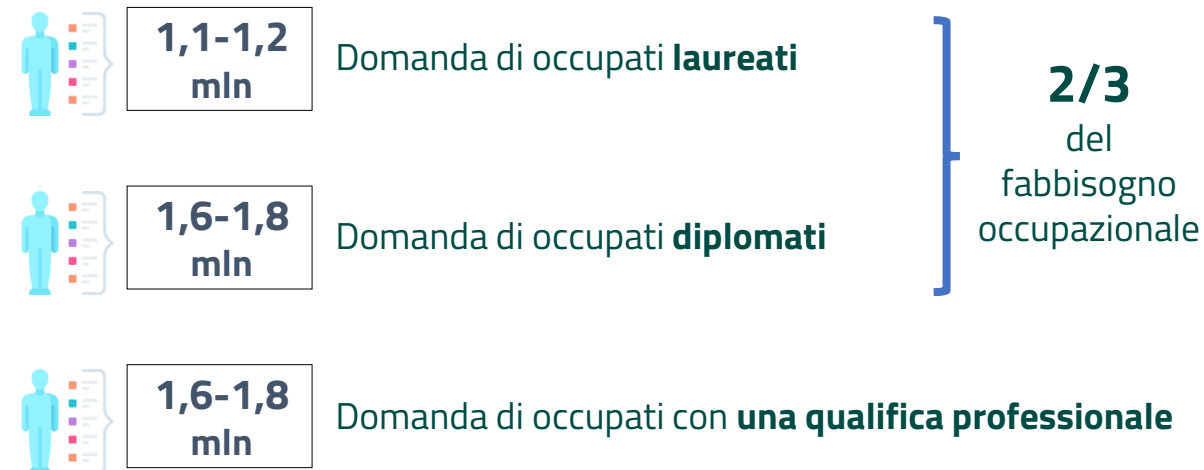 1,1-1,2
mln
Domanda di occupati laureati
2/3
del
fabbisogno
occupazionale
1,6-1,8
mln
Domanda di occupati diplomati
1,6-1,8
mln
Domanda di occupati con una qualifica professionale